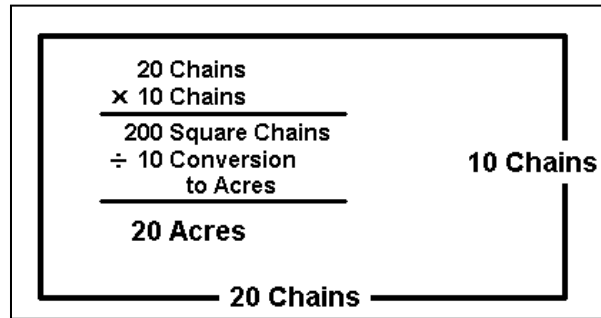 20 Chains
× 10 Chains
200 Square Chains
÷ 10 Conversion
to Acres
20 Acres
10 Chains
20 Chains